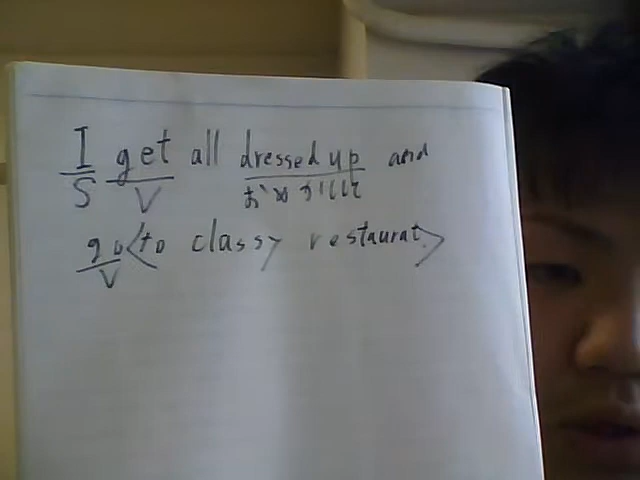 I get all dressed up and
S V おめかしして
go <to classy restaurat.>
V